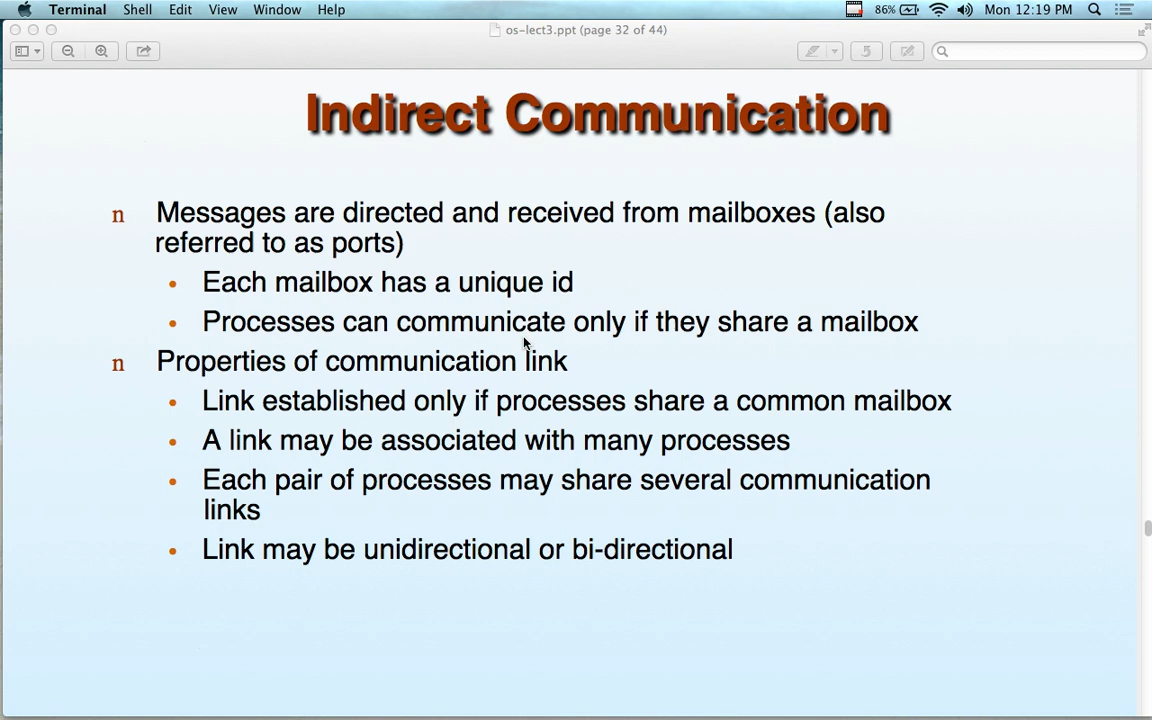 Terminal Shell Edit View Window Help 86% Mon 12:19 PM
os-lect3.ppt (page 32 of 44)
Indirect Communication
n Messages are directed and received from mailboxes (also
referred to as ports)
• Each mailbox has a unique id
• Processes can communicate only if they share a mailbox
n Properties of communication link
• Link established only if processes share a common mailbox
• A link may be associated with many processes
• Each pair of processes may share several communication
links
• Link may be unidirectional or bi-directional